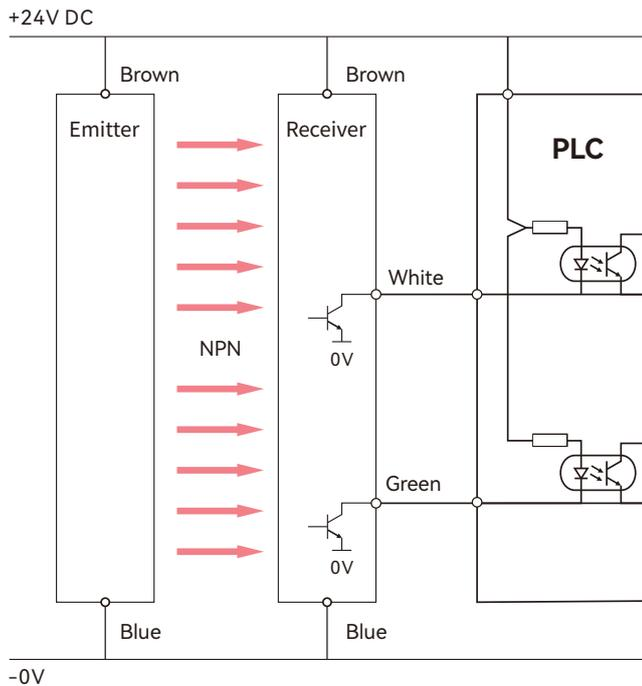 +24V DC
Brown
Brown
Emitter
Receiver
PLC
White
NPN
0V
Green
0V
Blue
Blue
-0V